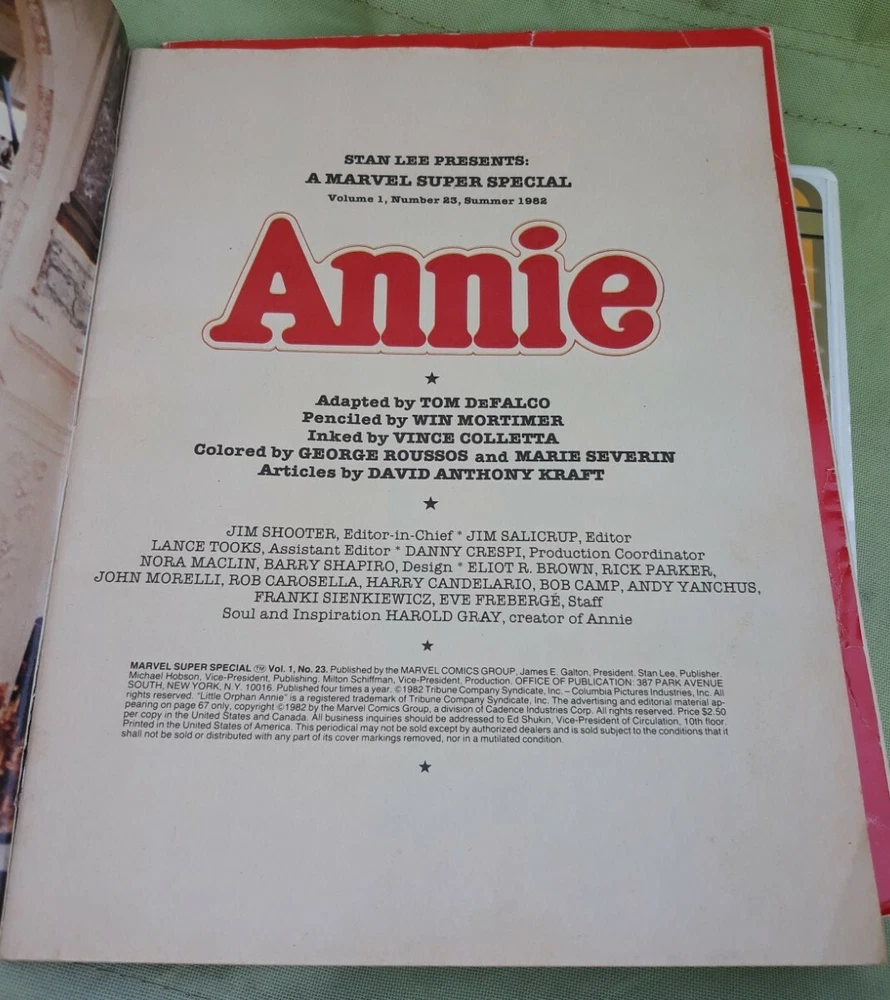 STAN LEE PRESENTS:
A MARVEL SUPER SPECIAL
Volume 1, Number 23, Summer 1982
Annie
★
Adapted by TOM DEFALCO
Penciled by WIN MORTIMER
Inked by VINCE COLLETTA
Colored by GEORGE ROUSSOS and MARIE SEVERIN
Articles by DAVID ANTHONY KRAFT
★
JIM SHOOTER, Editor-in-Chief * JIM SALICRUP, Editor
LANCE TOOKS, Assistant Editor * DANNY CRESPI, Production Coordinator
NORA MACLIN, BARRY SHAPIRO, Design * ELIOT R. BROWN, RICK PARKER,
JOHN MORELLI, ROB CAROSELLA, HARRY CANDELARIO, BOB CAMP, ANDY YANCHUS,
FRANKI SIENKIEWICZ, EVE FREBERGÉ, Staff
Soul and Inspiration HAROLD GRAY, creator of Annie
★
MARVEL SUPER SPECIAL ™ Vol. 1, No. 23. Published by the MARVEL COMICS GROUP, James E. Galton, President. Stan Lee, Publisher.
Michael Hobson, Vice-President, Publishing. Milton Schiffman, Vice-President, Production. OFFICE OF PUBLICATION: 387 PARK AVENUE
SOUTH, NEW YORK, N.Y. 10016. Published four times a year. ©1982 Tribune Company Syndicate, Inc. – Columbia Pictures Industries, Inc. All
rights reserved. "Little Orphan Annie" is a registered trademark of Tribune Company Syndicate, Inc. The advertising and editorial material ap-
pearing on page 67 only, copyright ©1982 by the Marvel Comics Group, a division of Cadence Industries Corp. All rights reserved. Price $2.50
per copy in the United States and Canada. All business inquiries should be addressed to Ed Shukin, Vice-President of Circulation, 10th floor.
Printed in the United States of America. This periodical may not be sold except by authorized dealers and is sold subject to the conditions that it
shall not be sold or distributed with any part of its cover markings removed, nor in a mutilated condition.
★